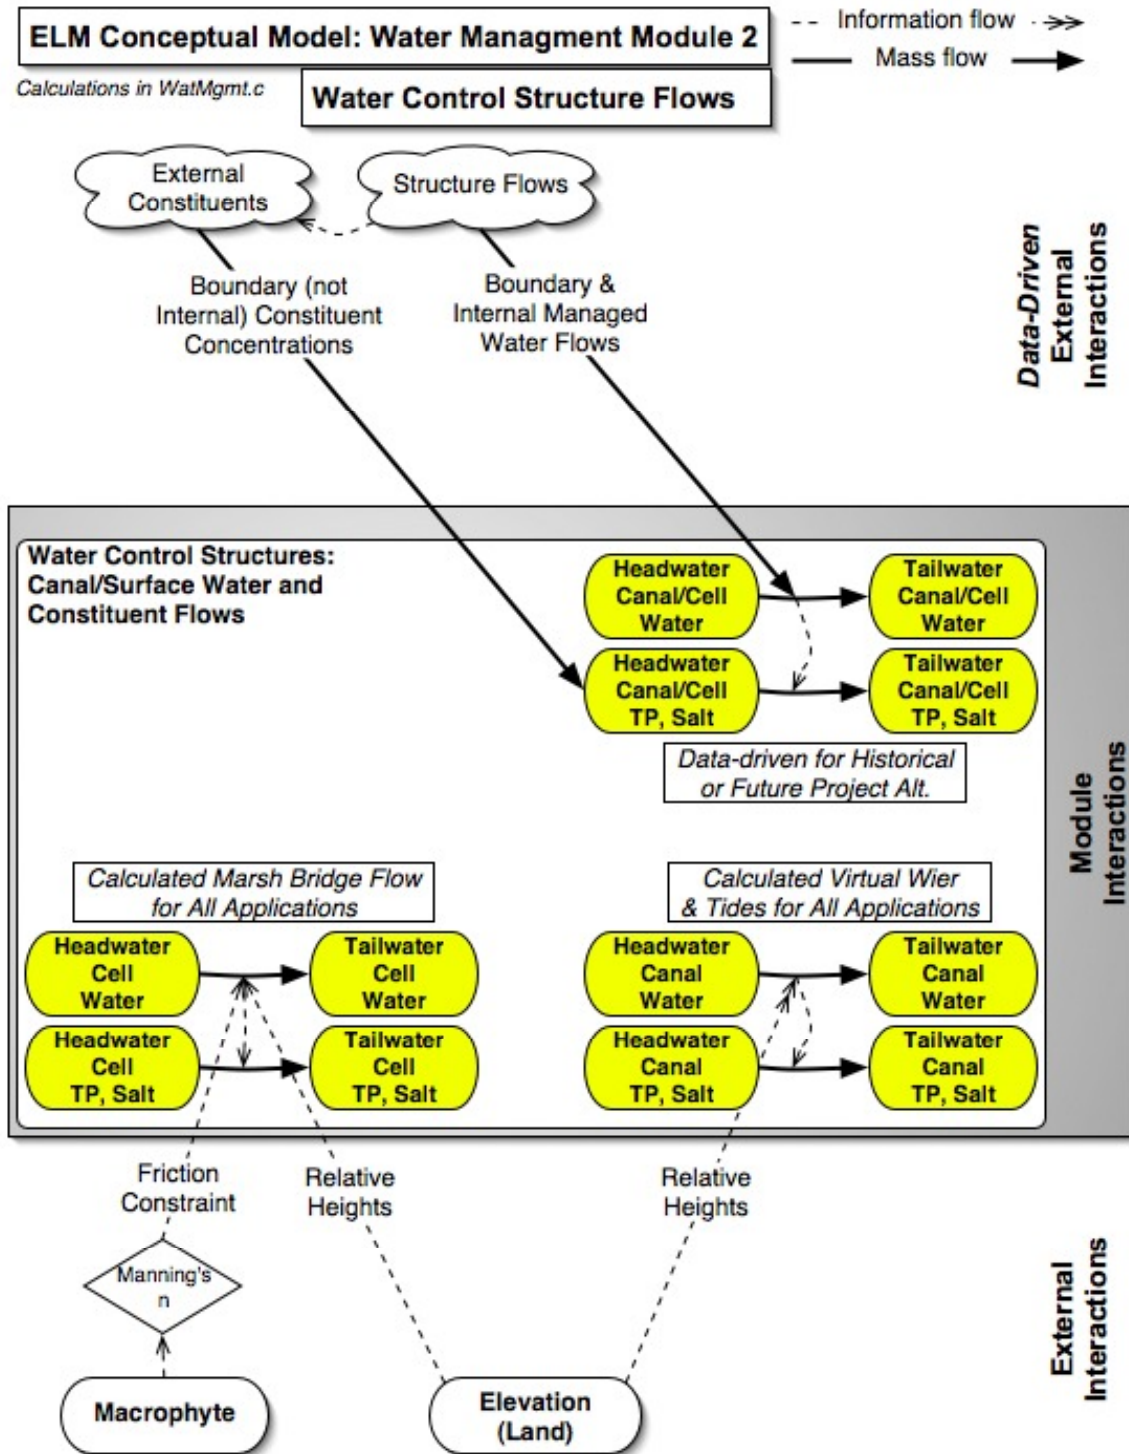 ELM Conceptual Model: Water Managment Module 2
Information flow
Mass flow
Calculations in WatMgmt.c
Water Control Structure Flows
External
Constituents
Structure Flows
Boundary (not
Internal) Constituent
Concentrations
Boundary &
Internal Managed
Water Flows
Data-Driven
External
Interactions
Water Control Structures:
Canal/Surface Water and
Constituent Flows
Headwater
Canal/Cell
Water
Tailwater
Canal/Cell
Water
Headwater
Canal/Cell
TP, Salt
Tailwater
Canal/Cell
TP, Salt
Data-driven for Historical
or Future Project Alt.
Module
Interactions
Calculated Marsh Bridge Flow
for All Applications
Headwater
Cell
Water
Tailwater
Cell
Water
Headwater
Cell
TP, Salt
Tailwater
Cell
TP, Salt
Calculated Virtual Wier
& Tides for All Applications
Headwater
Canal
Water
Tailwater
Canal
Water
Headwater
Canal
TP, Salt
Tailwater
Canal
TP, Salt
Friction
Constraint
Relative
Heights
Relative
Heights
Manning's
n
Macrophyte
Elevation
(Land)
External
Interactions